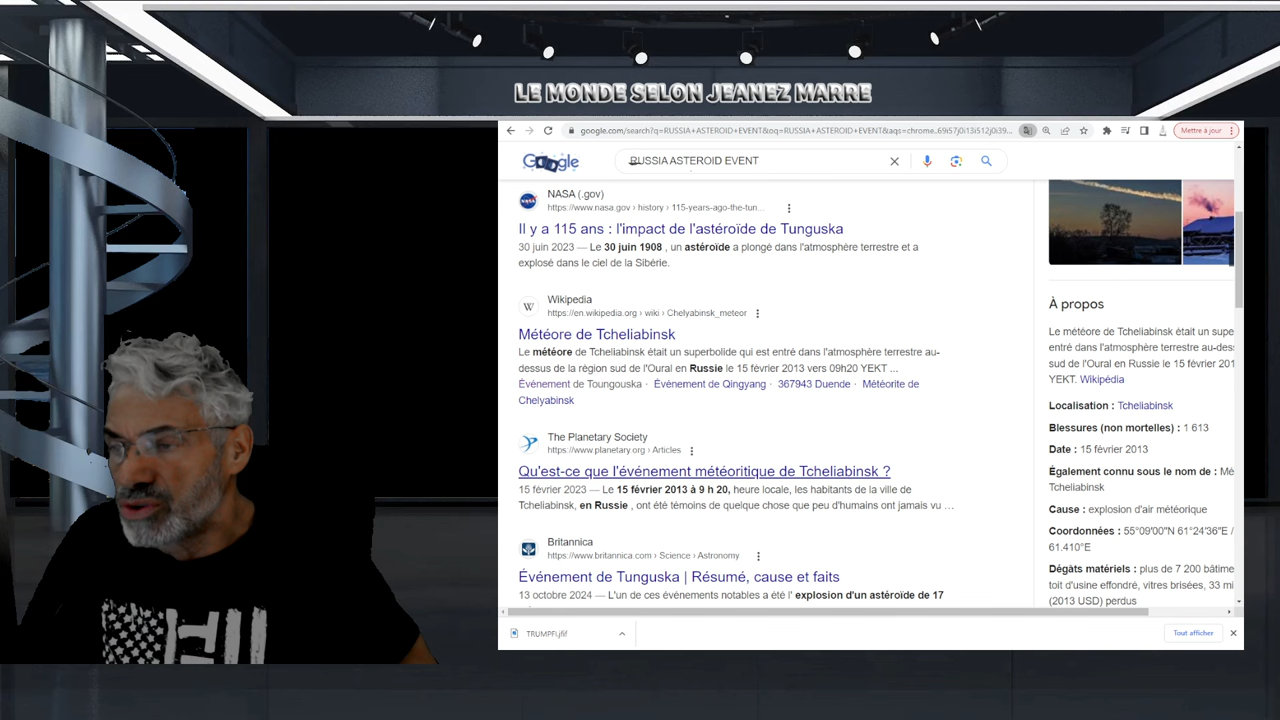 LE MONDE SELON JEANEZ MARRE
google.com/search?q=RUSSIA+ASTEROID+EVENT&oq=RUSSIA+ASTEROID+EVENT&aqs=chrome..69i57j0i13i512j0i39...
Mettre à jour
Google
RUSSIA ASTEROID EVENT
NASA (.gov)
https://www.nasa.gov › history › 115-years-ago-the-tun...
Il y a 115 ans : l'impact de l'astéroïde de Tunguska
30 juin 2023 — Le 30 juin 1908 , un astéroïde a plongé dans l'atmosphère terrestre et a
explosé dans le ciel de la Sibérie.
Wikipedia
https://en.wikipedia.org › wiki › Chelyabinsk_meteor
Météore de Tcheliabinsk
Le météore de Tcheliabinsk était un superbolide qui est entré dans l'atmosphère terrestre au-
dessus de la région sud de l'Oural en Russie le 15 février 2013 vers 09h20 YEKT ...
Événement de Toungouska · Événement de Qingyang · 367943 Duende · Météorite de
Chelyabinsk
The Planetary Society
https://www.planetary.org › Articles
Qu'est-ce que l'événement météoritique de Tcheliabinsk ?
15 février 2023 — Le 15 février 2013 à 9 h 20, heure locale, les habitants de la ville de
Tcheliabinsk, en Russie , ont été témoins de quelque chose que peu d'humains ont jamais vu ...
Britannica
https://www.britannica.com › Science › Astronomy
Événement de Tunguska | Résumé, cause et faits
13 octobre 2024 — L'un de ces événements notables a été l' explosion d'un astéroïde de 17
À propos
Le météore de Tcheliabinsk était un supe
entré dans l'atmosphère terrestre au-des
sud de l'Oural en Russie le 15 février 201
YEKT. Wikipédia
Localisation : Tcheliabinsk
Blessures (non mortelles) : 1 613
Date : 15 février 2013
Également connu sous le nom de : Mé
Tcheliabinsk
Cause : explosion d'air météorique
Coordonnées : 55°09′00″N 61°24′36″E /
61.410°E
Dégâts matériels : plus de 7 200 bâtime
toit d'usine effondré, vitres brisées, 33 mi
(2013 USD) perdus
TRUMPFi.jfif
Tout afficher